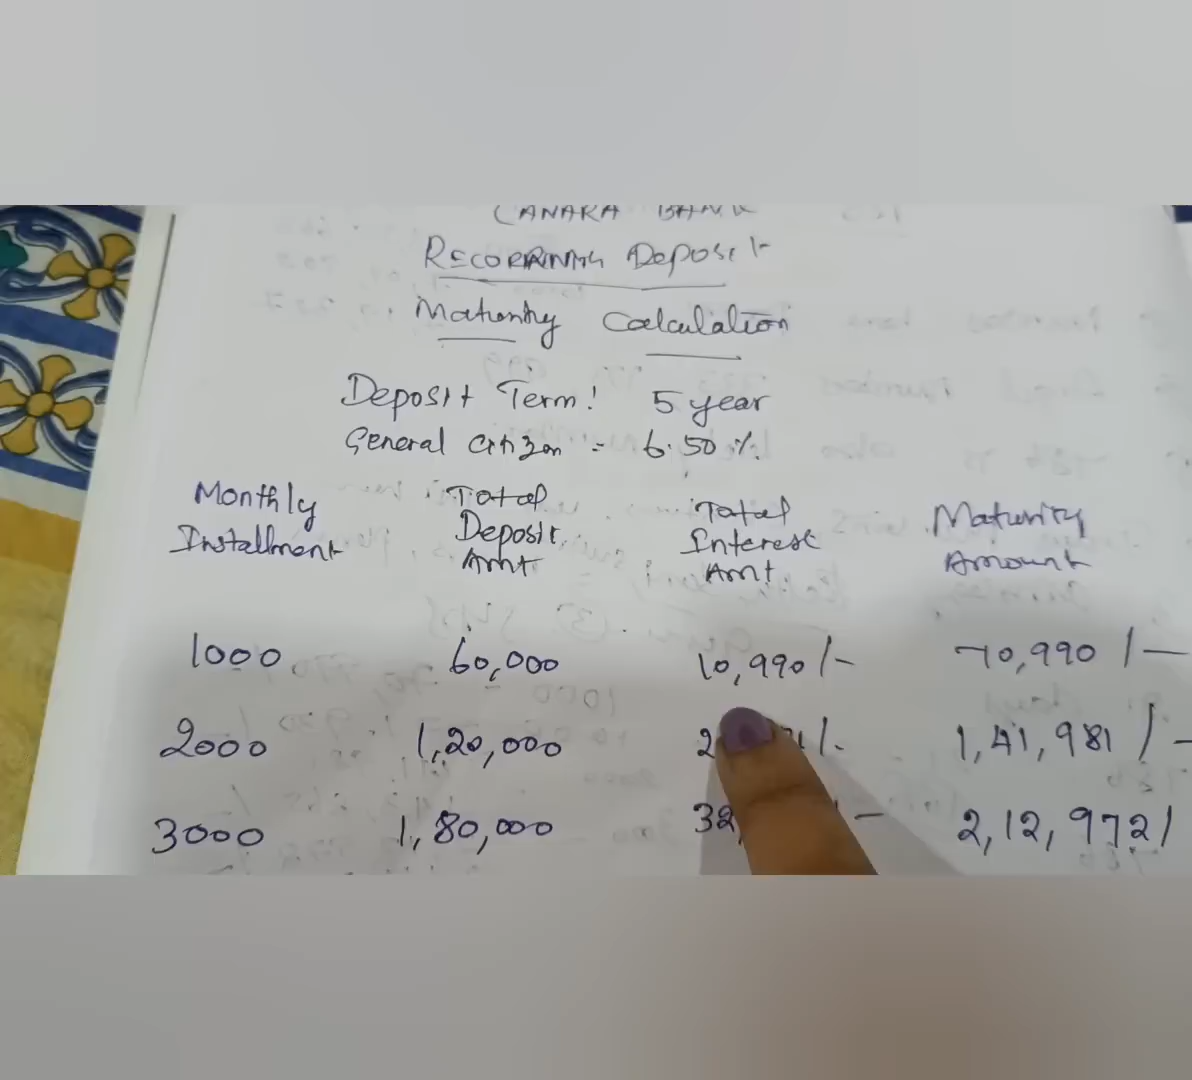 CANARA BANK
RECORRING Deposit
Maturity Calculation
Deposit Term! 5 year
General Citizen = 6.50%
Monthly Installment Total Deposit Amt Total Interest Amt Maturity Amount
1000 60,000 10,990/- 70,990/-
2000 1,20,000 1,41,981/-
3000 1,80,000 2,12,972/